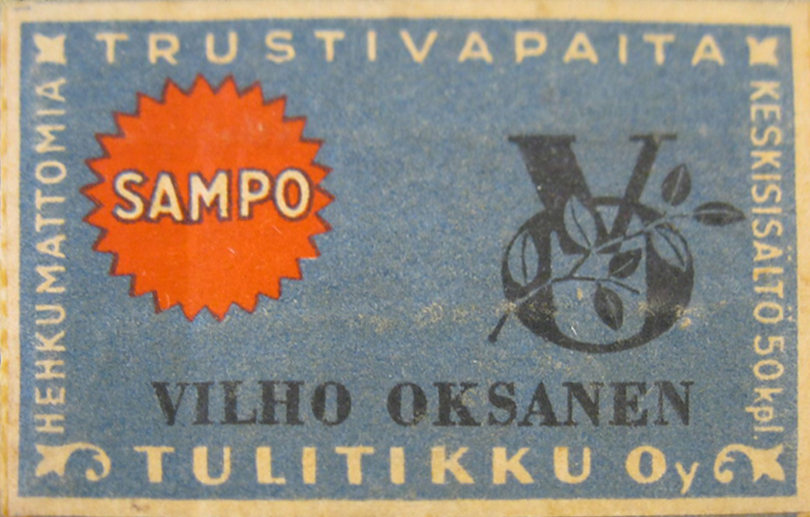 TRUSTIVAPAITA
HEHKUMATTOMIA
SAMPO
VO
KESKISISÄLTÖ 50 kpl.
VILHO OKSANEN
TULITIKKU Oy